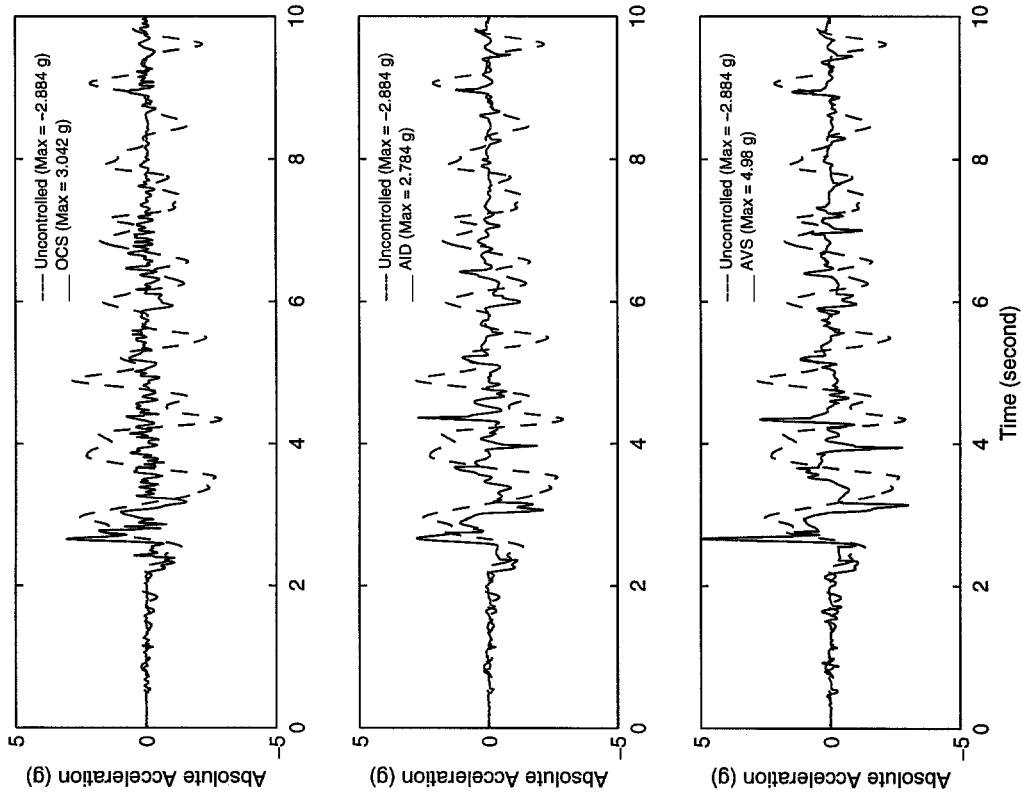 5
0
−5
0
2
4
6
8
10
Absolute Acceleration (g)
Uncontrolled (Max = −2.884 g)
OCS (Max = 3.042 g)
5
0
−5
0
2
4
6
8
10
Absolute Acceleration (g)
Uncontrolled (Max = −2.884 g)
AID (Max = 2.784 g)
5
0
−5
0
2
4
6
8
10
Absolute Acceleration (g)
Uncontrolled (Max = −2.884 g)
AVS (Max = 4.98 g)
Time (second)